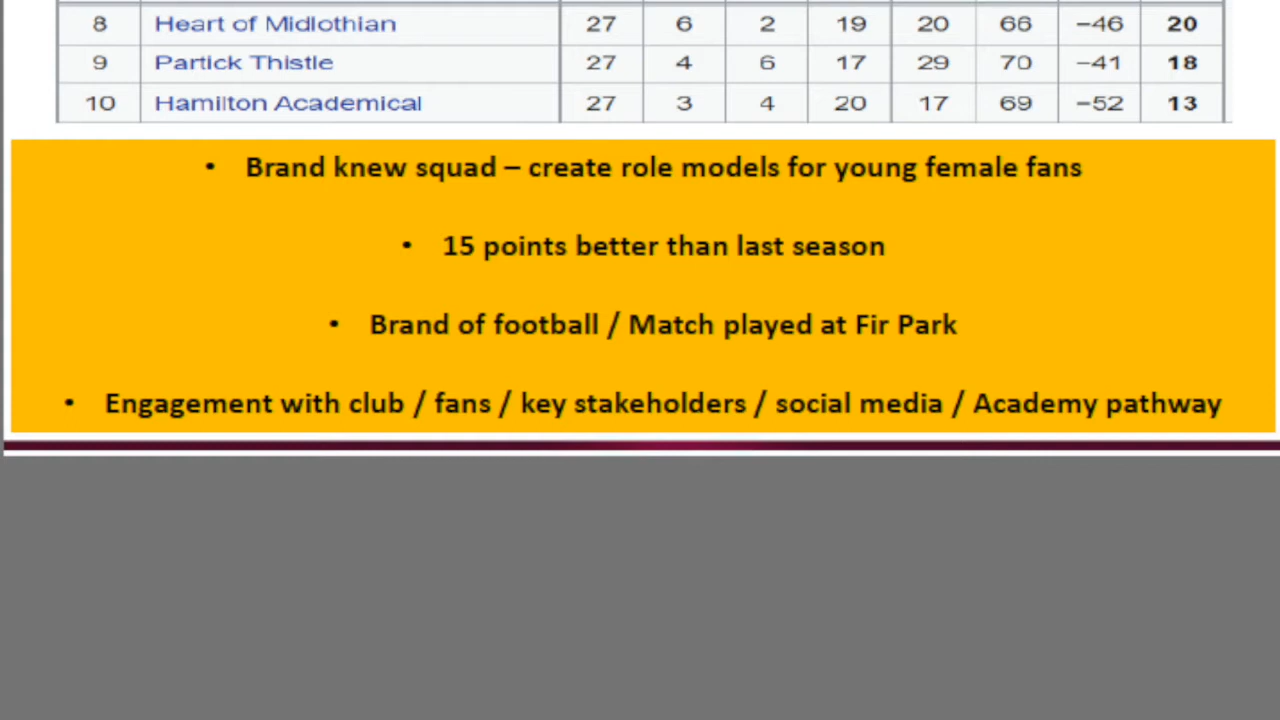 8 Heart of Midlothian 27 6 2 19 20 66 −46 20
9 Partick Thistle 27 4 6 17 29 70 −41 18
10 Hamilton Academical 27 3 4 20 17 69 −52 13
• Brand knew squad – create role models for young female fans
• 15 points better than last season
• Brand of football / Match played at Fir Park
• Engagement with club / fans / key stakeholders / social media / Academy pathway